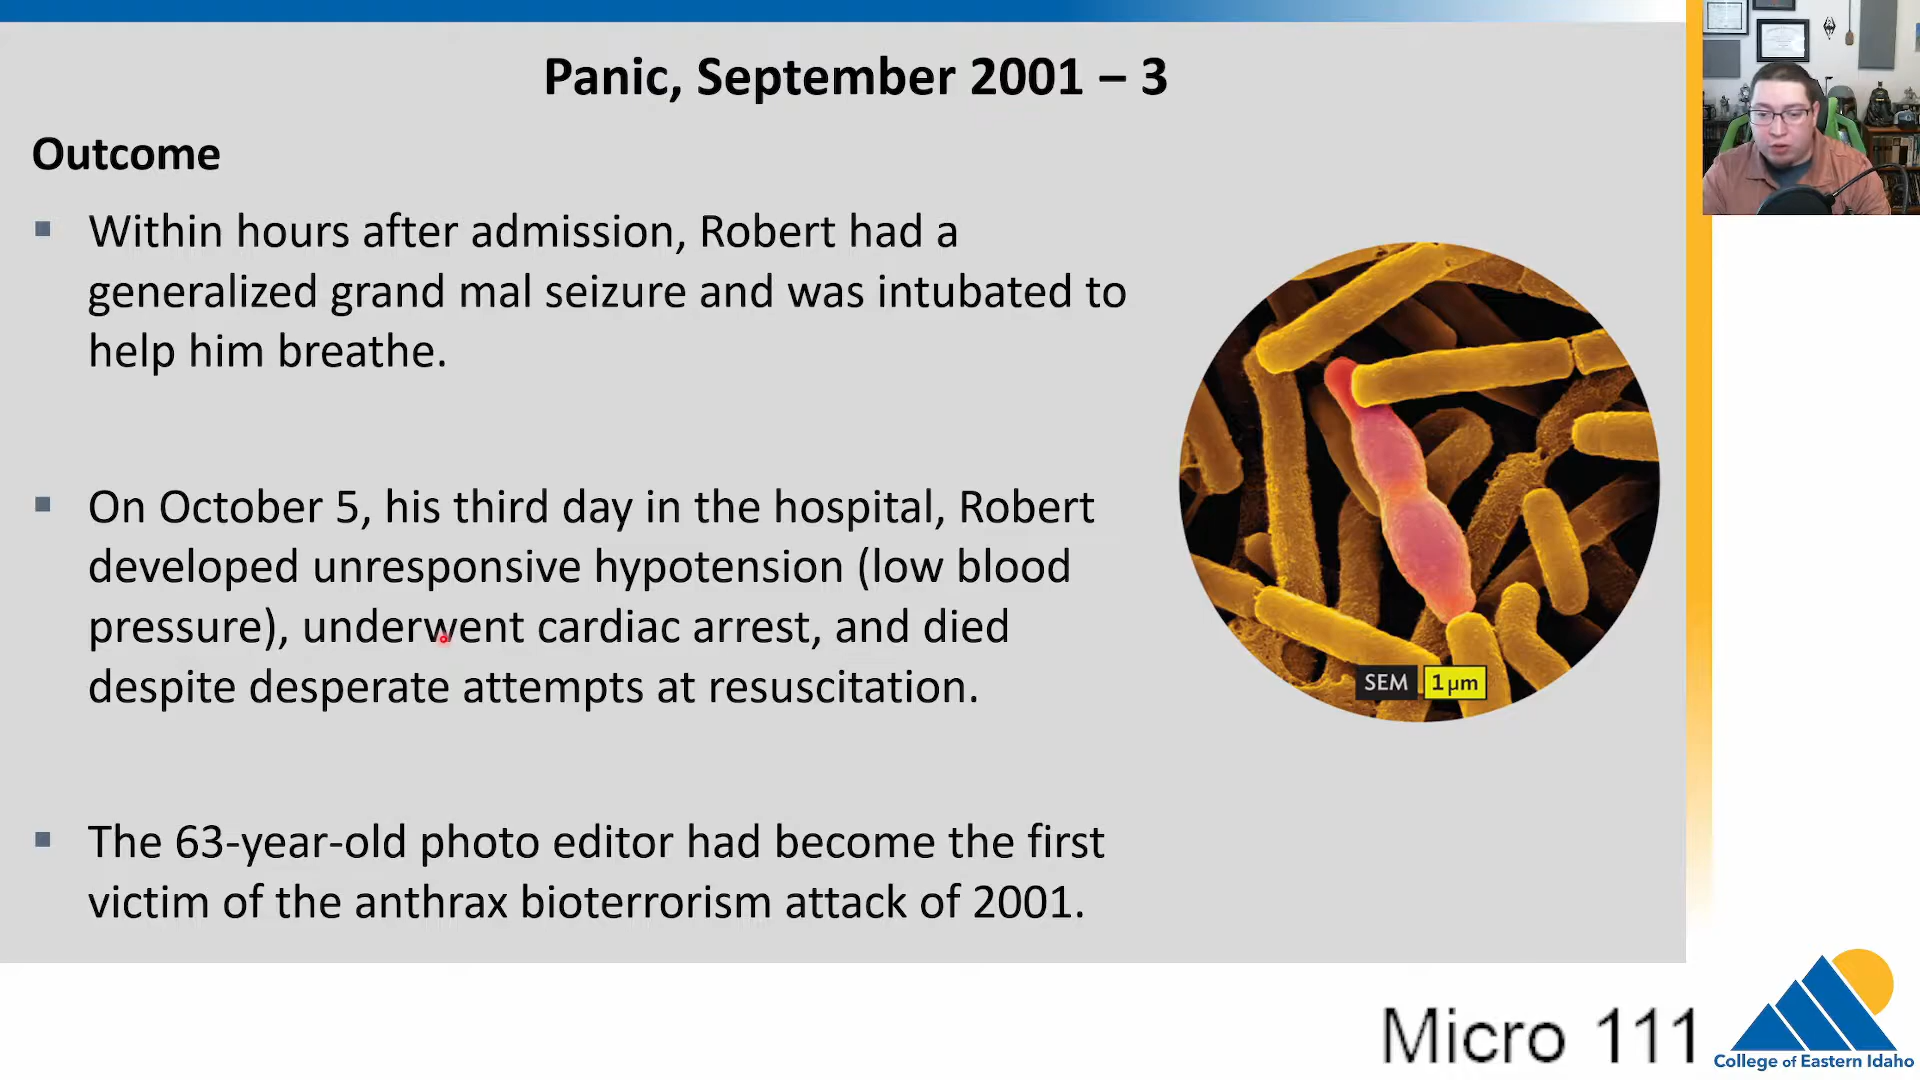 Panic, September 2001 – 3
Outcome
Within hours after admission, Robert had a
generalized grand mal seizure and was intubated to
help him breathe.
On October 5, his third day in the hospital, Robert
developed unresponsive hypotension (low blood
pressure), underwent cardiac arrest, and died
despite desperate attempts at resuscitation.
The 63-year-old photo editor had become the first
victim of the anthrax bioterrorism attack of 2001.
SEM 1 µm
Micro 111
College of Eastern Idaho